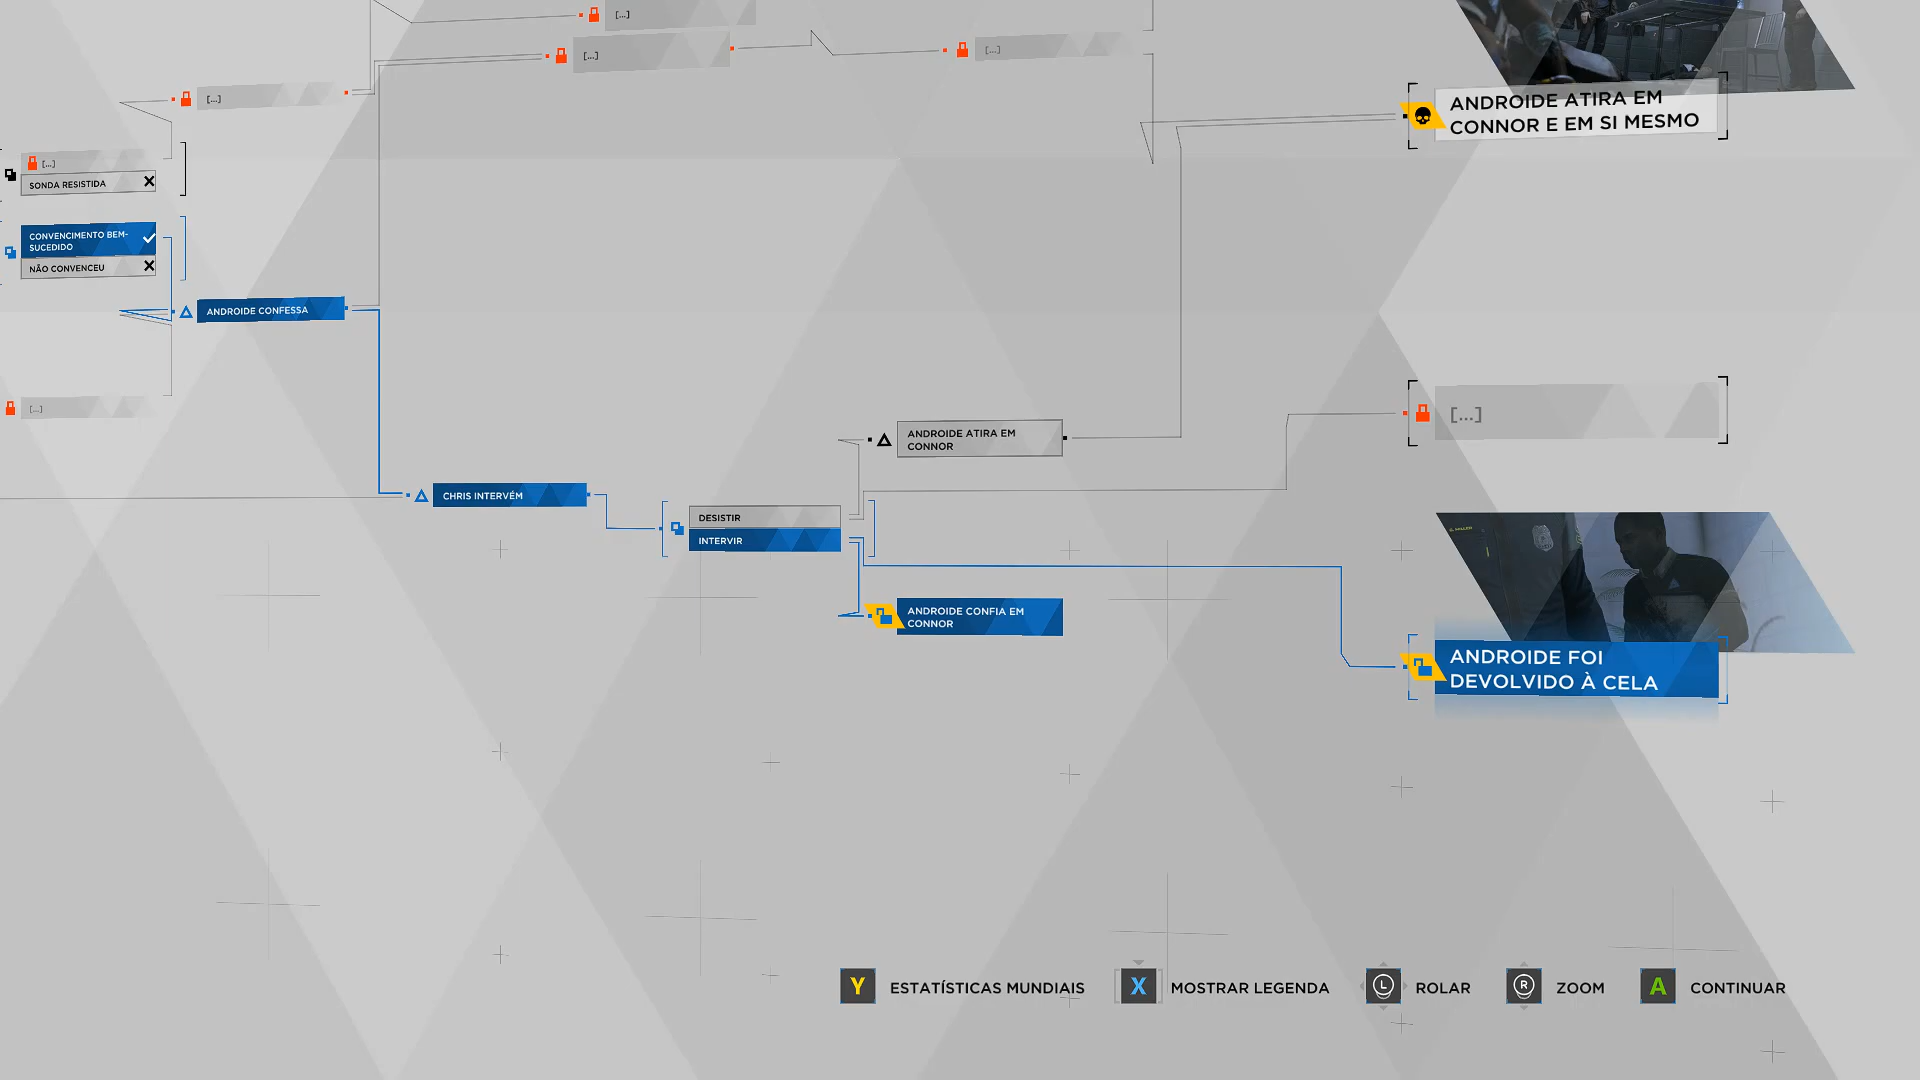 [...]
[...]
[...]
[...]
ANDROIDE ATIRA EM
CONNOR E EM SI MESMO
[...]
SONDA RESISTIDA
CONVENCIMENTO BEM-
SUCEDIDO
NÃO CONVENCEU
ANDROIDE CONFESSA
[...]
[...]
ANDROIDE ATIRA EM
CONNOR
CHRIS INTERVÉM
DESISTIR
INTERVIR
ANDROIDE CONFIA EM
CONNOR
ANDROIDE FOI
DEVOLVIDO À CELA
Y ESTATÍSTICAS MUNDIAIS
X MOSTRAR LEGENDA
L ROLAR
R ZOOM
A CONTINUAR